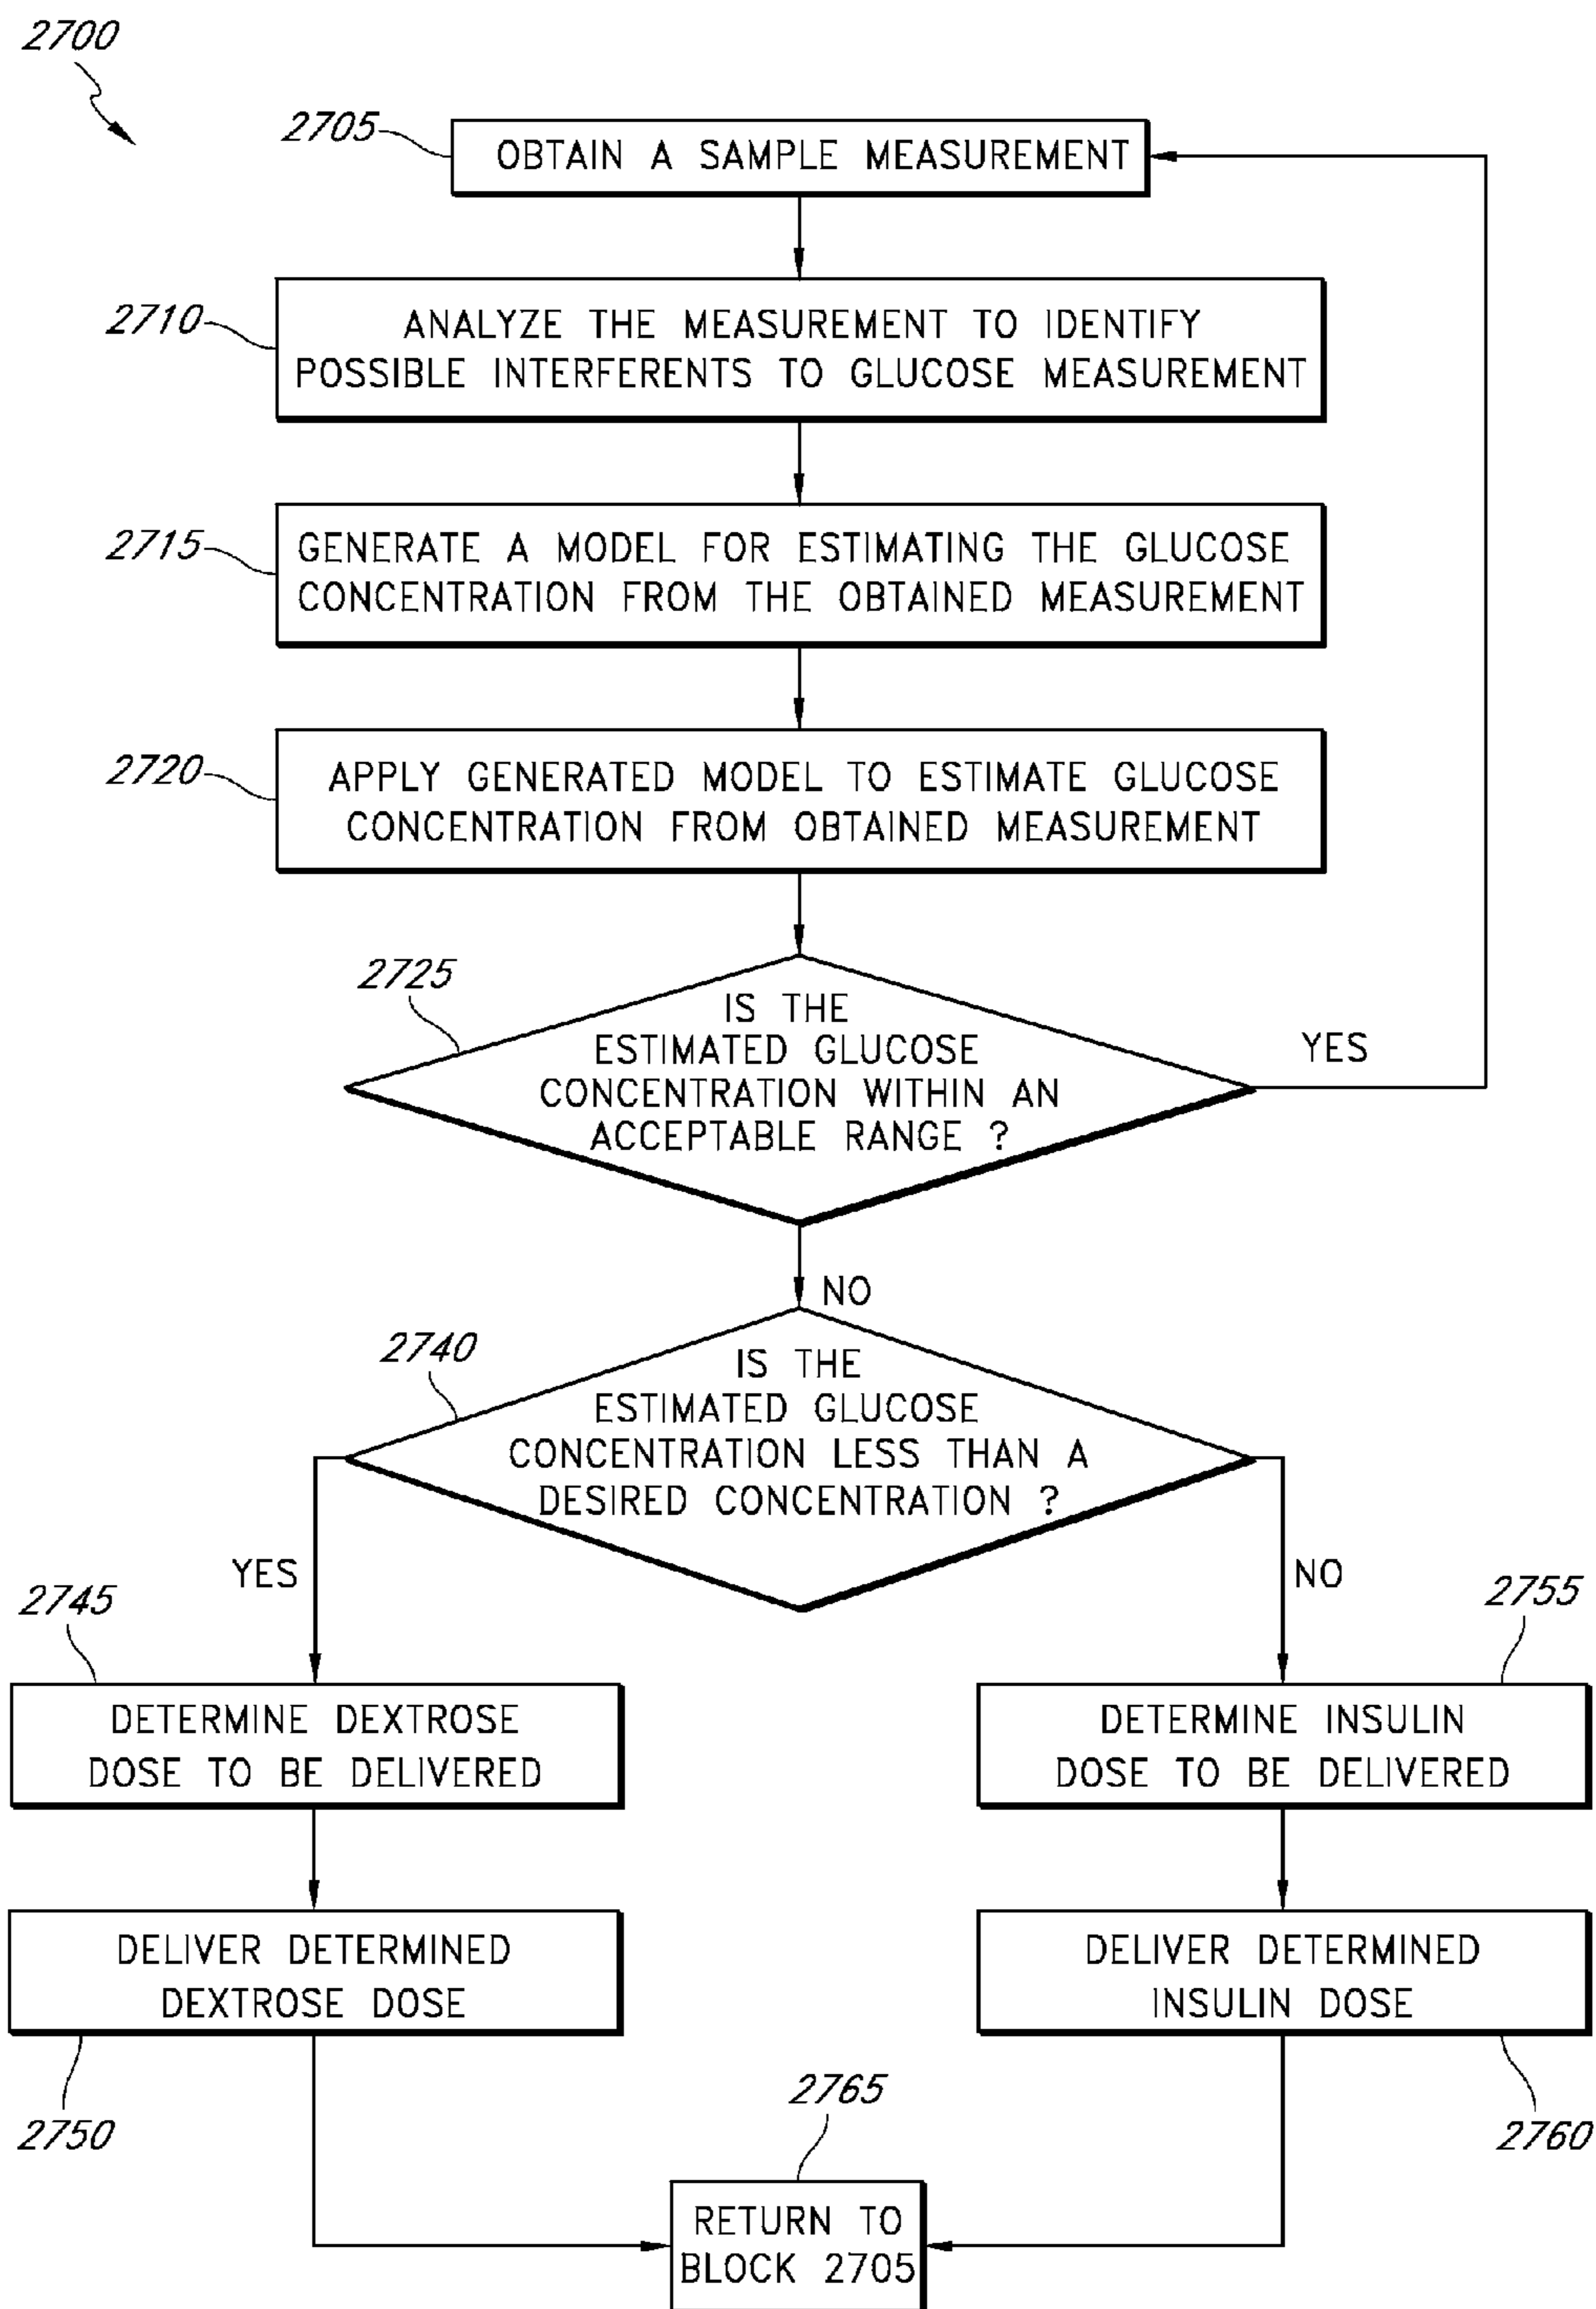 2700
2705
OBTAIN A SAMPLE MEASUREMENT
2710
ANALYZE THE MEASUREMENT TO IDENTIFY
POSSIBLE INTERFERENTS TO GLUCOSE MEASUREMENT
2715
GENERATE A MODEL FOR ESTIMATING THE GLUCOSE
CONCENTRATION FROM THE OBTAINED MEASUREMENT
2720
APPLY GENERATED MODEL TO ESTIMATE GLUCOSE
CONCENTRATION FROM OBTAINED MEASUREMENT
2725
IS THE
ESTIMATED GLUCOSE
CONCENTRATION WITHIN AN
ACCEPTABLE RANGE ?
YES
NO
2740
IS THE
ESTIMATED GLUCOSE
CONCENTRATION LESS THAN A
DESIRED CONCENTRATION ?
YES
NO
2745
DETERMINE DEXTROSE
DOSE TO BE DELIVERED
2755
DETERMINE INSULIN
DOSE TO BE DELIVERED
DELIVER DETERMINED
DEXTROSE DOSE
2750
DELIVER DETERMINED
INSULIN DOSE
2760
2765
RETURN TO
BLOCK 2705